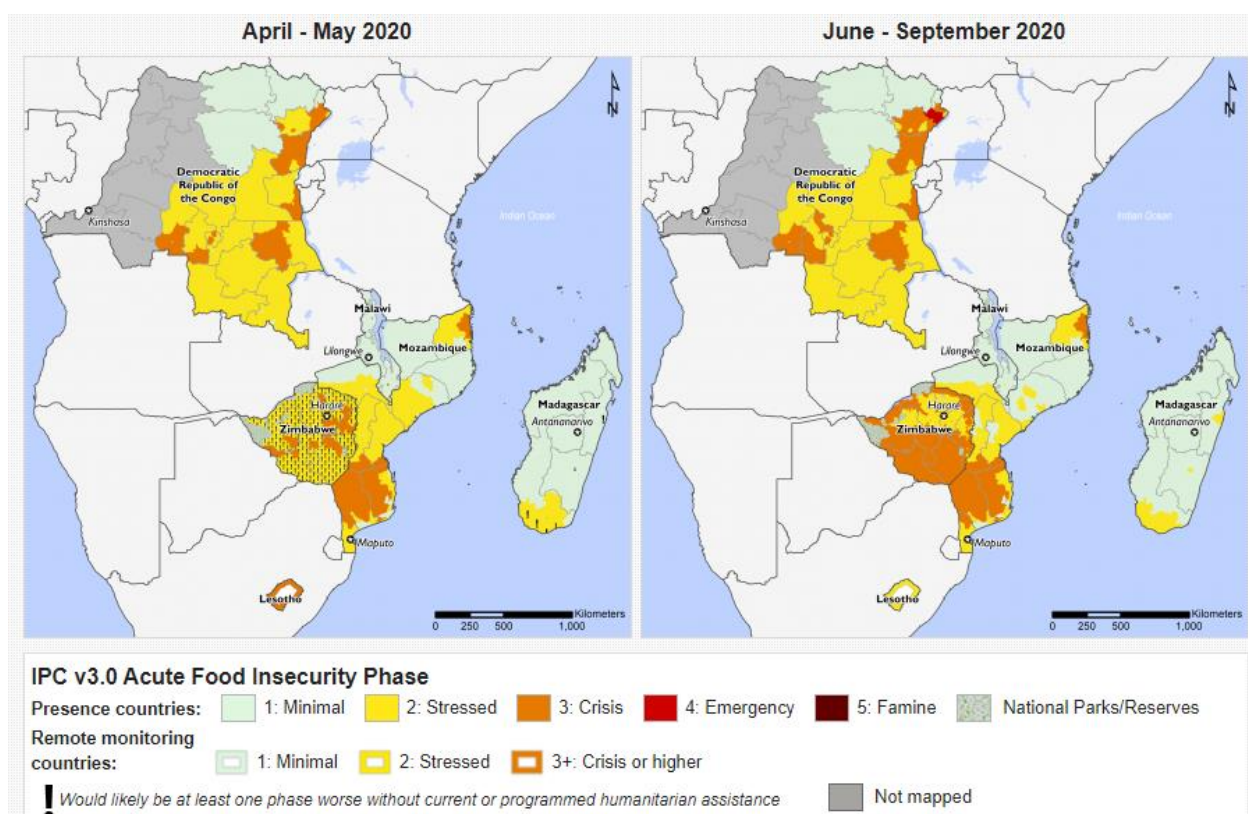 April - May 2020
June - September 2020
N
Democratic
Republic of
the Congo
Kinshasa
Indian Ocean
Malawi
Lilongwe
Mozambique
Harare
Zimbabwe
Madagascar
Antananarivo
Maputo
Lesotho
Kilometers
0 250 500 1,000
N
Democratic
Republic of
the Congo
Kinshasa
Indian Ocean
Malawi
Lilongwe
Mozambique
Harare
Zimbabwe
Madagascar
Antananarivo
Maputo
Lesotho
Kilometers
0 250 500 1,000
IPC v3.0 Acute Food Insecurity Phase
Presence countries: 1: Minimal 2: Stressed 3: Crisis 4: Emergency 5: Famine National Parks/Reserves
Remote monitoring
countries: 1: Minimal 2: Stressed 3+: Crisis or higher
! Would likely be at least one phase worse without current or programmed humanitarian assistance Not mapped